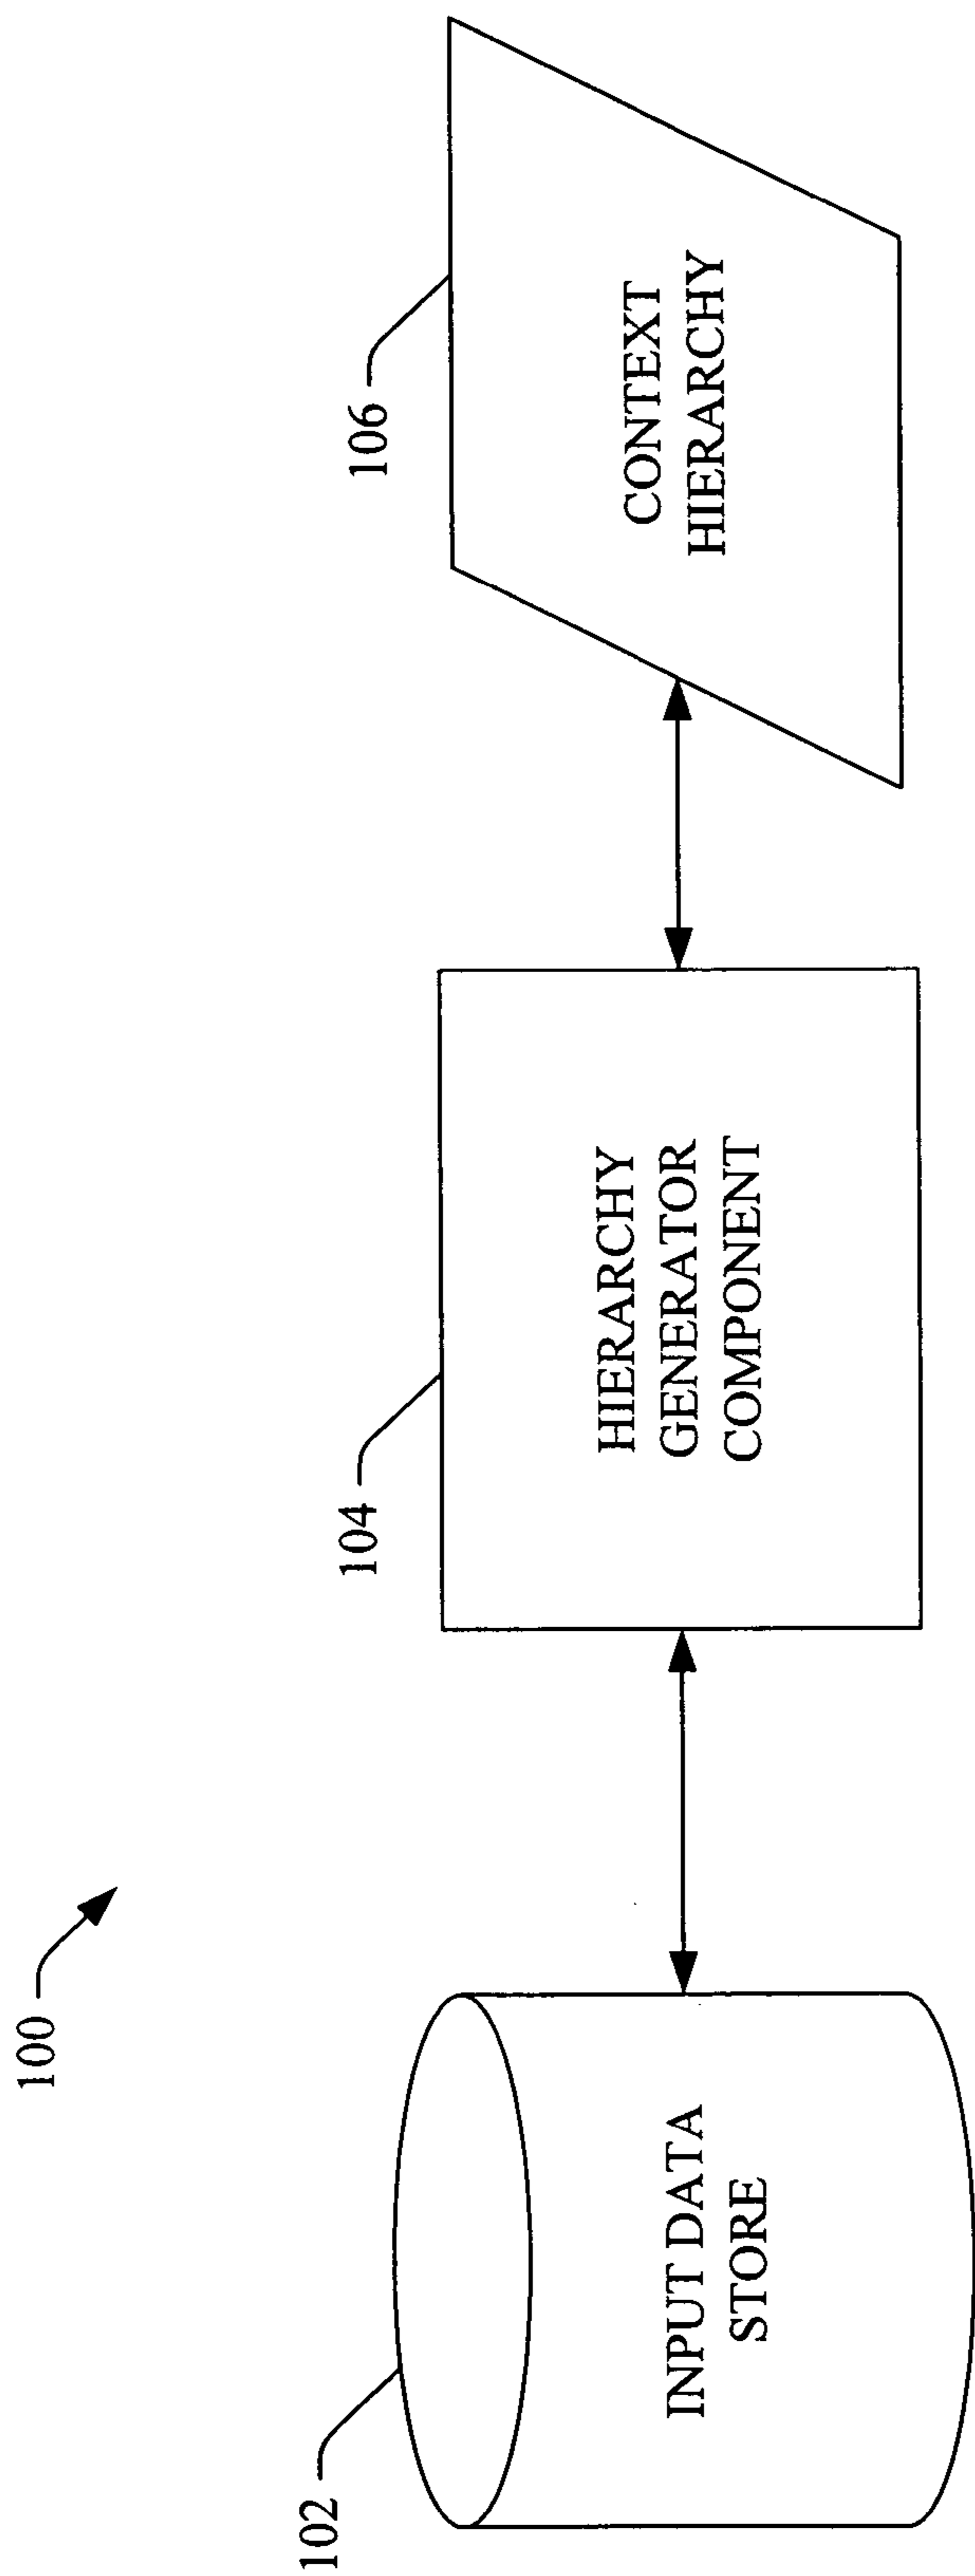 100
102
INPUT DATA
STORE
104
HIERARCHY
GENERATOR
COMPONENT
106
CONTEXT
HIERARCHY